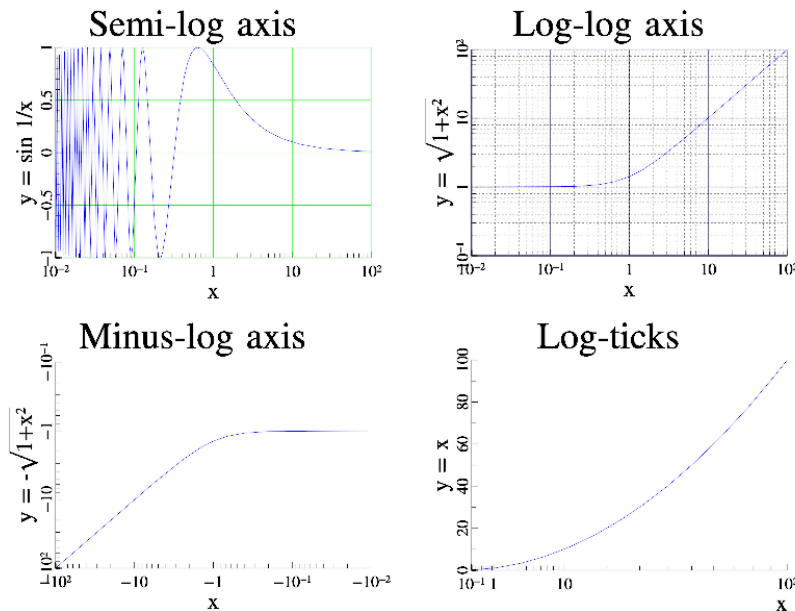 Semi-log axis
y = sin 1/x
1
0.5
0
-0.5
-1
10⁻² 10⁻¹ 1 10 10²
x
Log-log axis
y = √1+x²
10²
10
1
10⁻¹
10⁻² 10⁻¹ 1 10 10²
x
Minus-log axis
y = -√1+x²
-10⁻¹
-1
-10
-10² -10 -1 -10⁻¹ -10⁻²
x
Log-ticks
y = x
100
80
60
40
20
0
10⁻¹ 1 10
x